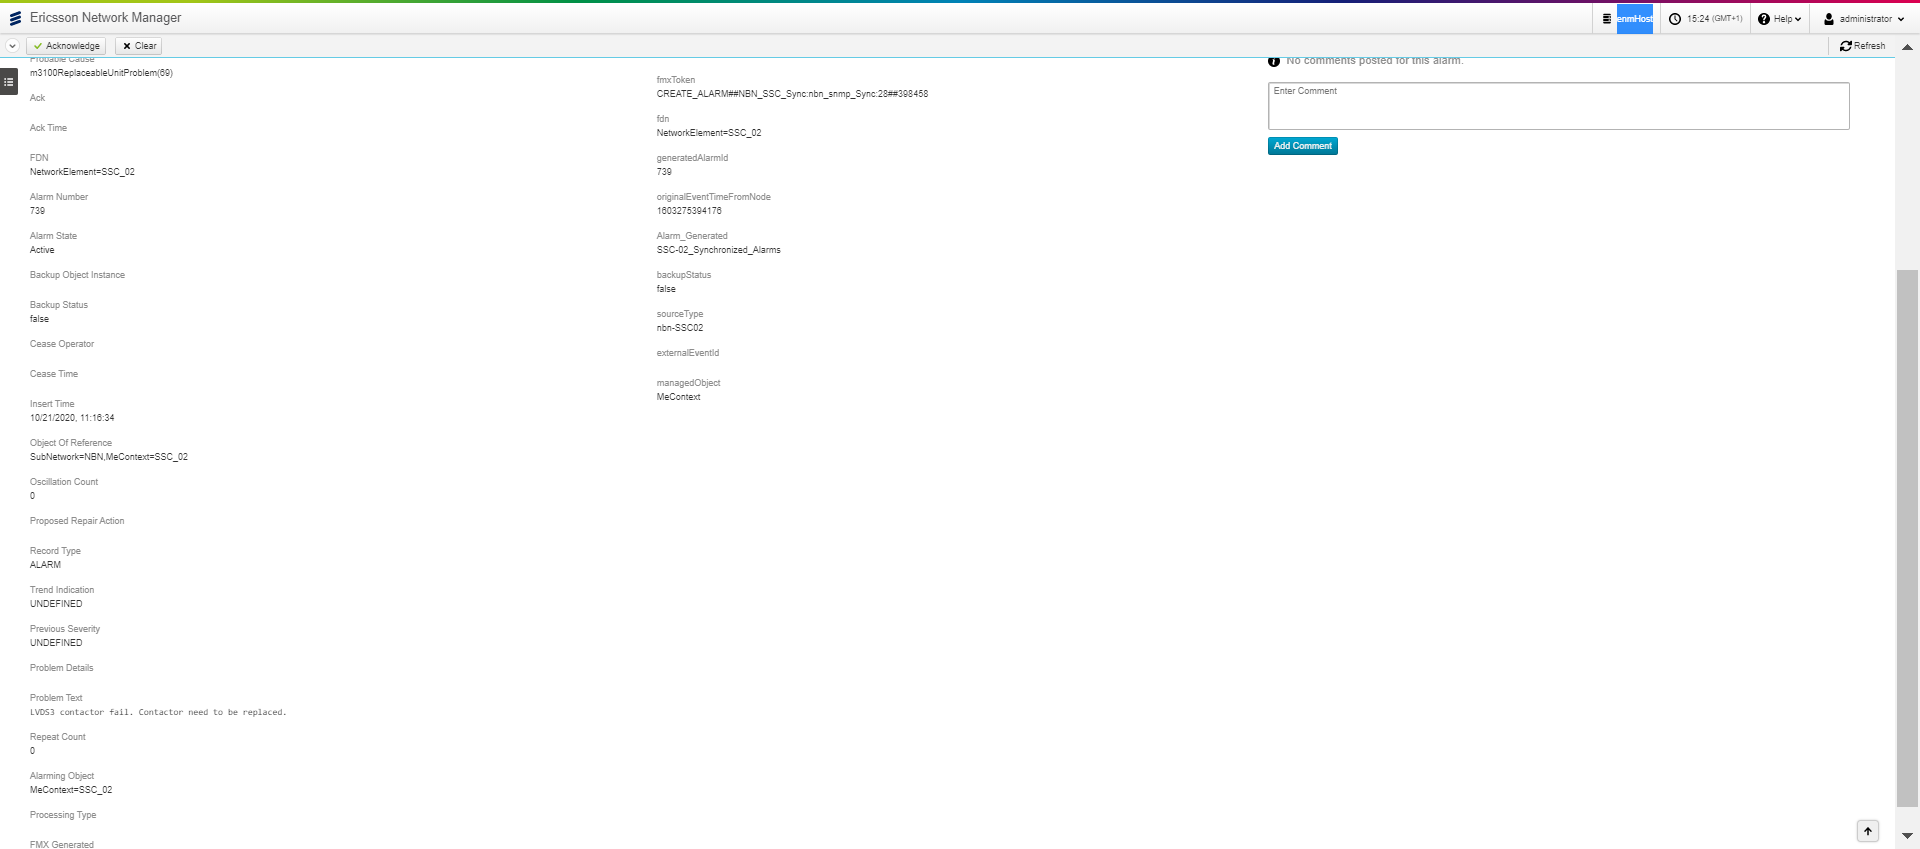 Ericsson Network Manager
enmHost
15:24 (GMT+1)
Help
administrator
Acknowledge
Clear
Refresh
Probable Cause
m3100ReplaceableUnitProblem(69)
Ack
Ack Time
FDN
NetworkElement=SSC_02
Alarm Number
739
Alarm State
Active
Backup Object Instance
Backup Status
false
Cease Operator
Cease Time
Insert Time
10/21/2020, 11:16:34
Object Of Reference
SubNetwork=NBN,MeContext=SSC_02
Oscillation Count
0
Proposed Repair Action
Record Type
ALARM
Trend Indication
UNDEFINED
Previous Severity
UNDEFINED
Problem Details
Problem Text
LVDS3 contactor fail. Contactor need to be replaced.
Repeat Count
0
Alarming Object
MeContext=SSC_02
Processing Type
FMX Generated
fmxToken
CREATE_ALARM##NBN_SSC_Sync:nbn_snmp_Sync:28##398458
fdn
NetworkElement=SSC_02
generatedAlarmId
739
originalEventTimeFromNode
1603275394176
Alarm_Generated
SSC-02_Synchronized_Alarms
backupStatus
false
sourceType
nbn-SSC02
externalEventId
managedObject
MeContext
No comments posted for this alarm.
Enter Comment
Add Comment